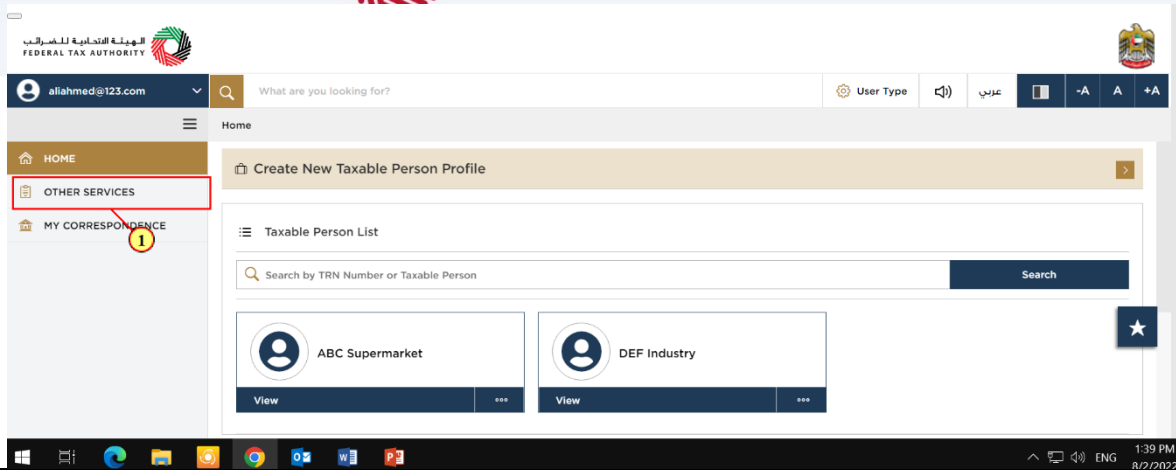 الهيئة الاتحادية للضرائب
FEDERAL TAX AUTHORITY
aliahmed@123.com
What are you looking for?
User Type
عربي
-A A +A
Home
HOME
Create New Taxable Person Profile
OTHER SERVICES
MY CORRESPONDENCE
1
Taxable Person List
Search by TRN Number or Taxable Person
Search
ABC Supermarket
DEF Industry
View
View
ENG
1:39 PM